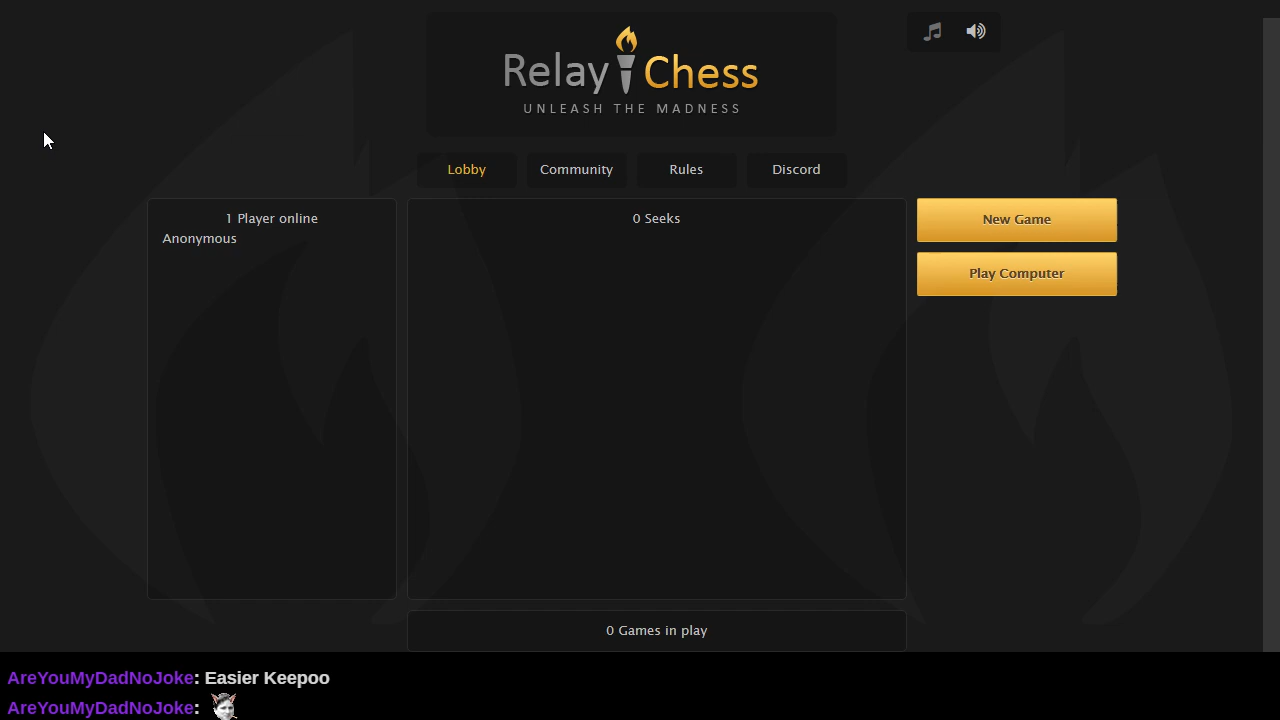 Relay Chess
UNLEASH THE MADNESS
Lobby
Community
Rules
Discord
1 Player online
Anonymous
0 Seeks
New Game
Play Computer
0 Games in play
AreYouMyDadNoJoke: Easier Keepoo
AreYouMyDadNoJoke: